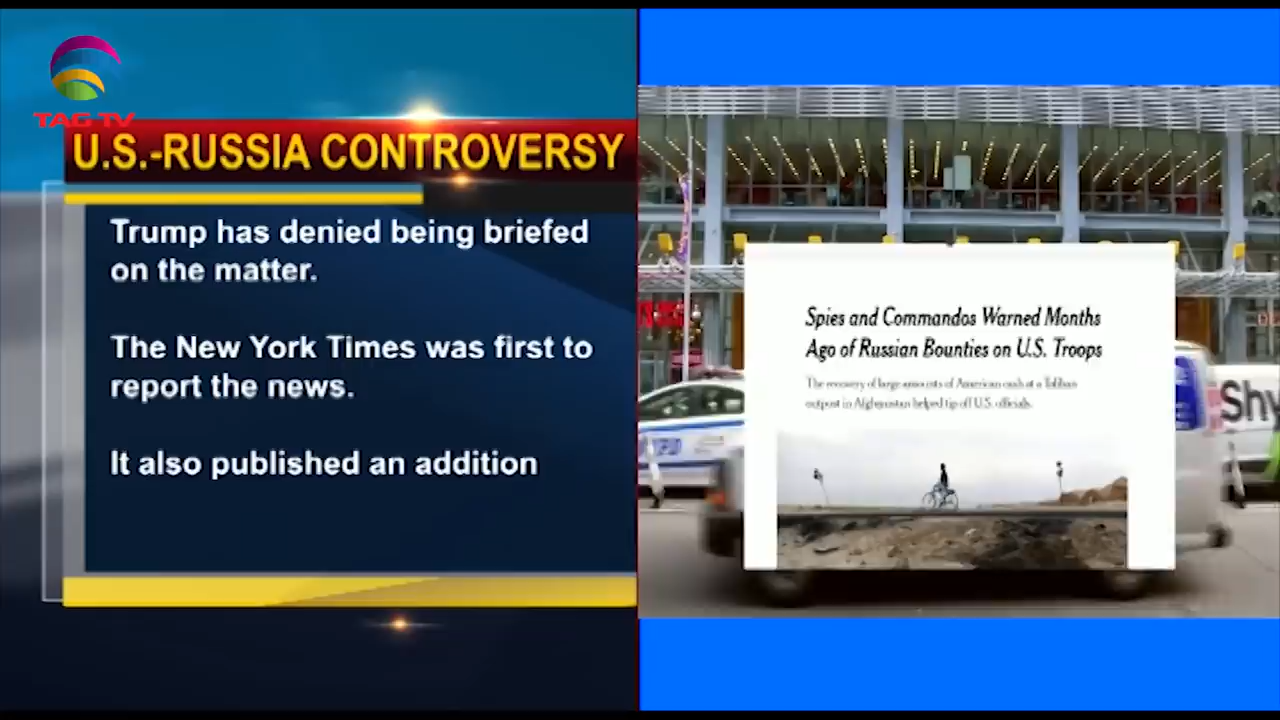 TAG TV
U.S.-RUSSIA CONTROVERSY
Trump has denied being briefed
on the matter.
The New York Times was first to
report the news.
It also published an addition
Spies and Commandos Warned Months
Ago of Russian Bounties on U.S. Troops
The recovery of large amounts of American cash at a Taliban
outpost in Afghanistan helped tip off U.S. officials.
Shy